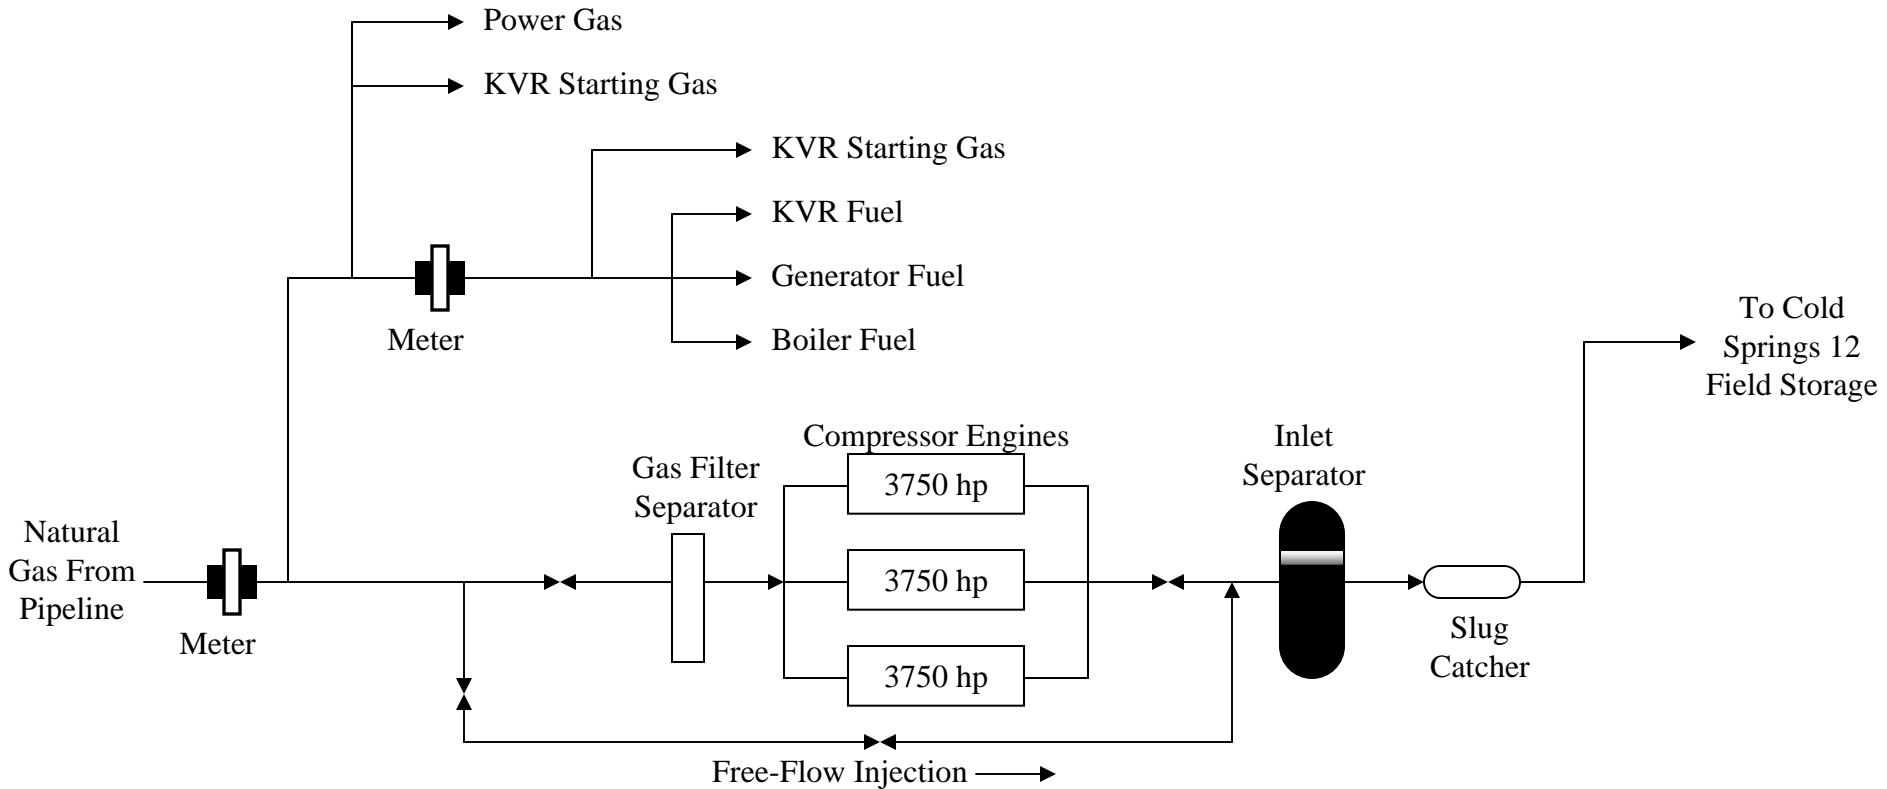 Power Gas
KVR Starting Gas
KVR Starting Gas
KVR Fuel
Generator Fuel
Boiler Fuel
Meter
To Cold
Springs 12
Field Storage
Compressor Engines
3750 hp
3750 hp
3750 hp
Gas Filter
Separator
Inlet
Separator
Natural
Gas From
Pipeline
Meter
Slug
Catcher
Free-Flow Injection